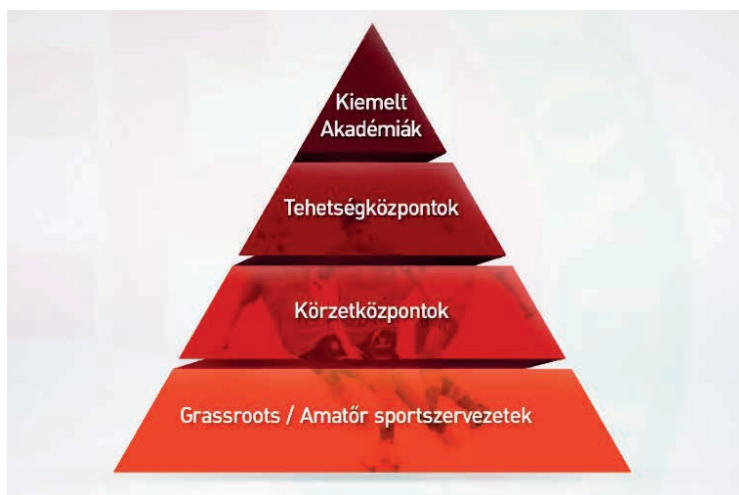 Kiemelt
Akadémiák
Tehetségközpontok
Körzetközpontok
Grassroots / Amatőr sportszervezetek